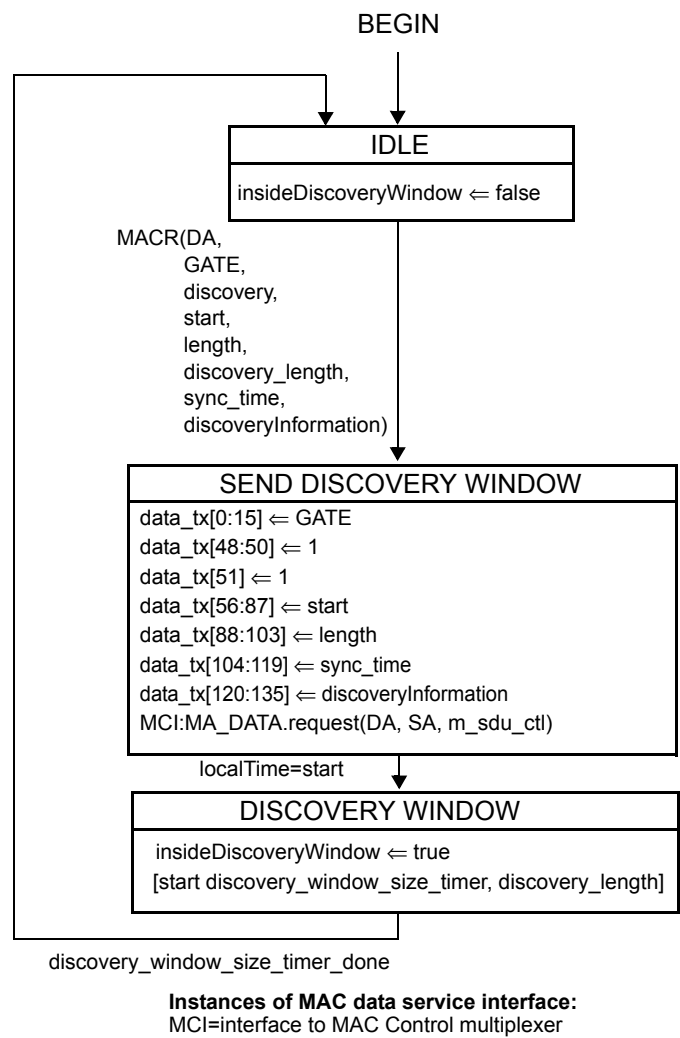 BEGIN
IDLE
insideDiscoveryWindow ⇐ false
MACR(DA,
GATE,
discovery,
start,
length,
discovery_length,
sync_time,
discoveryInformation)
SEND DISCOVERY WINDOW
data_tx[0:15] ⇐ GATE
data_tx[48:50] ⇐ 1
data_tx[51] ⇐ 1
data_tx[56:87] ⇐ start
data_tx[88:103] ⇐ length
data_tx[104:119] ⇐ sync_time
data_tx[120:135] ⇐ discoveryInformation
MCI:MA_DATA.request(DA, SA, m_sdu_ctl)
localTime=start
DISCOVERY WINDOW
insideDiscoveryWindow ⇐ true
[start discovery_window_size_timer, discovery_length]
discovery_window_size_timer_done
Instances of MAC data service interface:
MCI=interface to MAC Control multiplexer